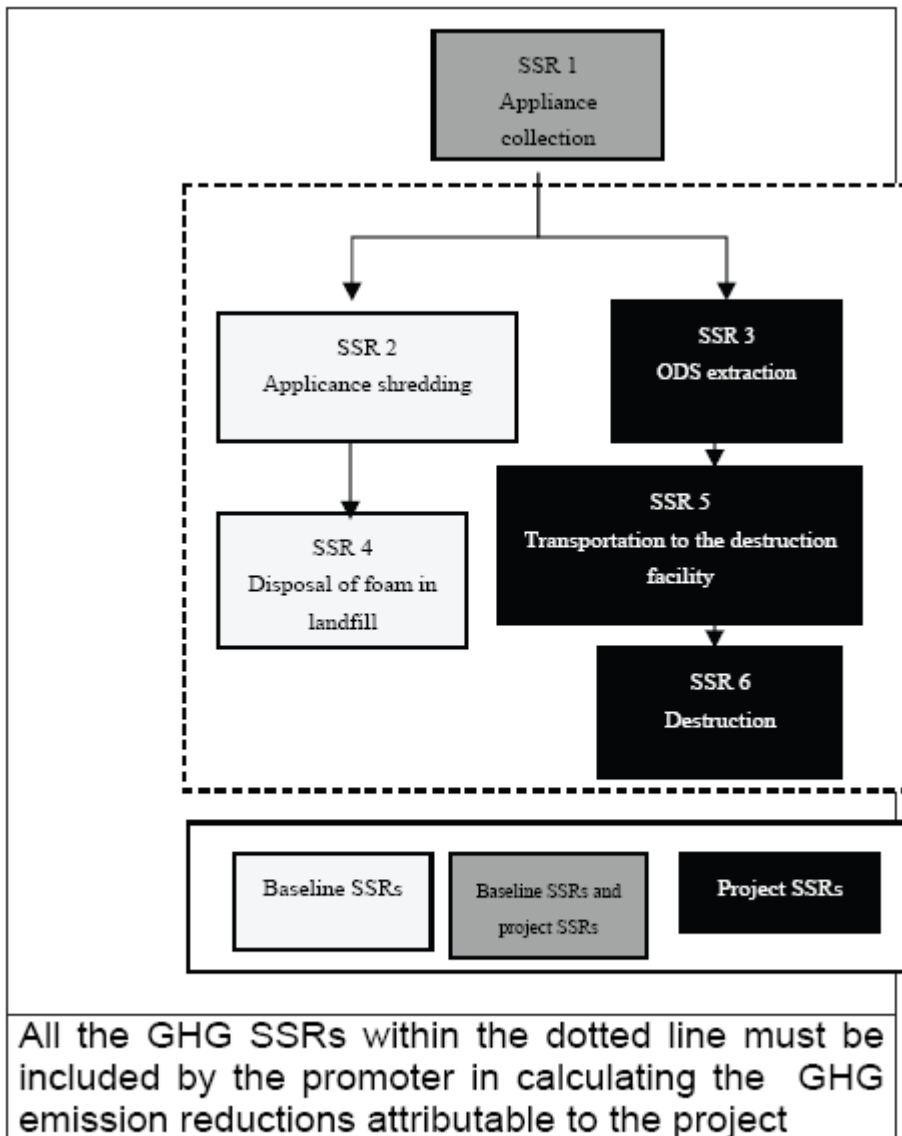 SSR 1
Appliance
collection
SSR 2
Applicance shredding
SSR 3
ODS extraction
SSR 4
Disposal of foam in
landfill
SSR 5
Transportation to the destruction
facility
SSR 6
Destruction
Baseline SSRs
Baseline SSRs and
project SSRs
Project SSRs
All the GHG SSRs within the dotted line must be
included by the promoter in calculating the GHG
emission reductions attributable to the project